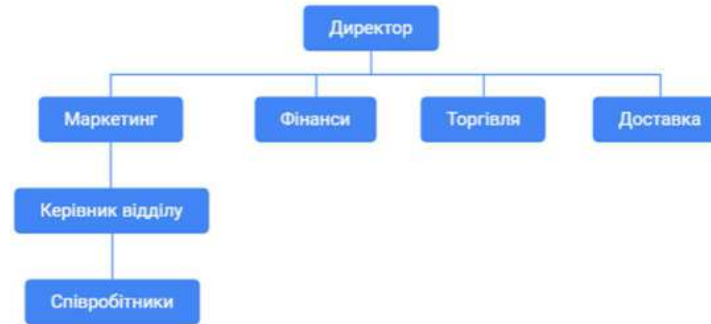 Директор
Маркетинг
Фінанси
Торгівля
Доставка
Керівник відділу
Співробітники